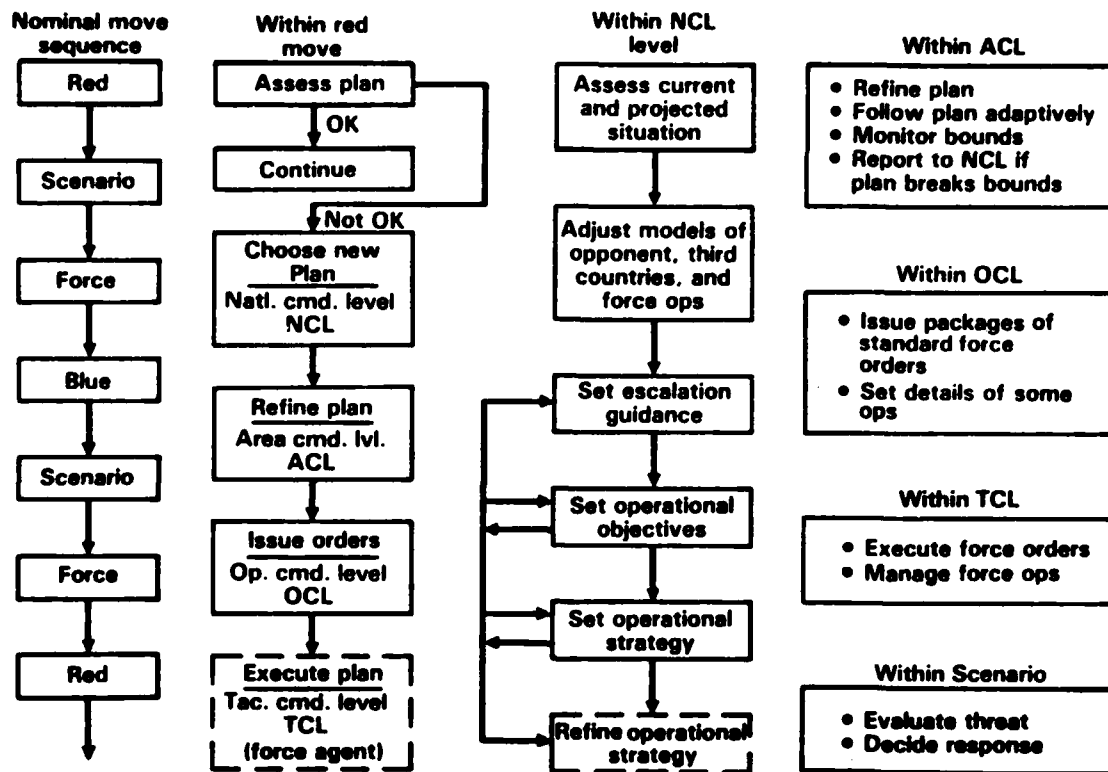 Nominal move
sequence
Red
Scenario
Force
Blue
Scenario
Force
Red
Within red
move
Assess plan
OK
Continue
Not OK
Choose new
Plan
Natl. cmd. level
NCL
Refine plan
Area cmd. lvl.
ACL
Issue orders
Op. cmd. level
OCL
Execute plan
Tac. cmd. level
TCL
(force agent)
Within NCL
level
Assess current
and projected
situation
Adjust models of
opponent, third
countries, and
force ops
Set escalation
guidance
Set operational
objectives
Set operational
strategy
Refine operational
strategy
Within ACL
• Refine plan
• Follow plan adaptively
• Monitor bounds
• Report to NCL if
plan breaks bounds
Within OCL
• Issue packages of
standard force
orders
• Set details of some
ops
Within TCL
• Execute force orders
• Manage force ops
Within Scenario
• Evaluate threat
• Decide response